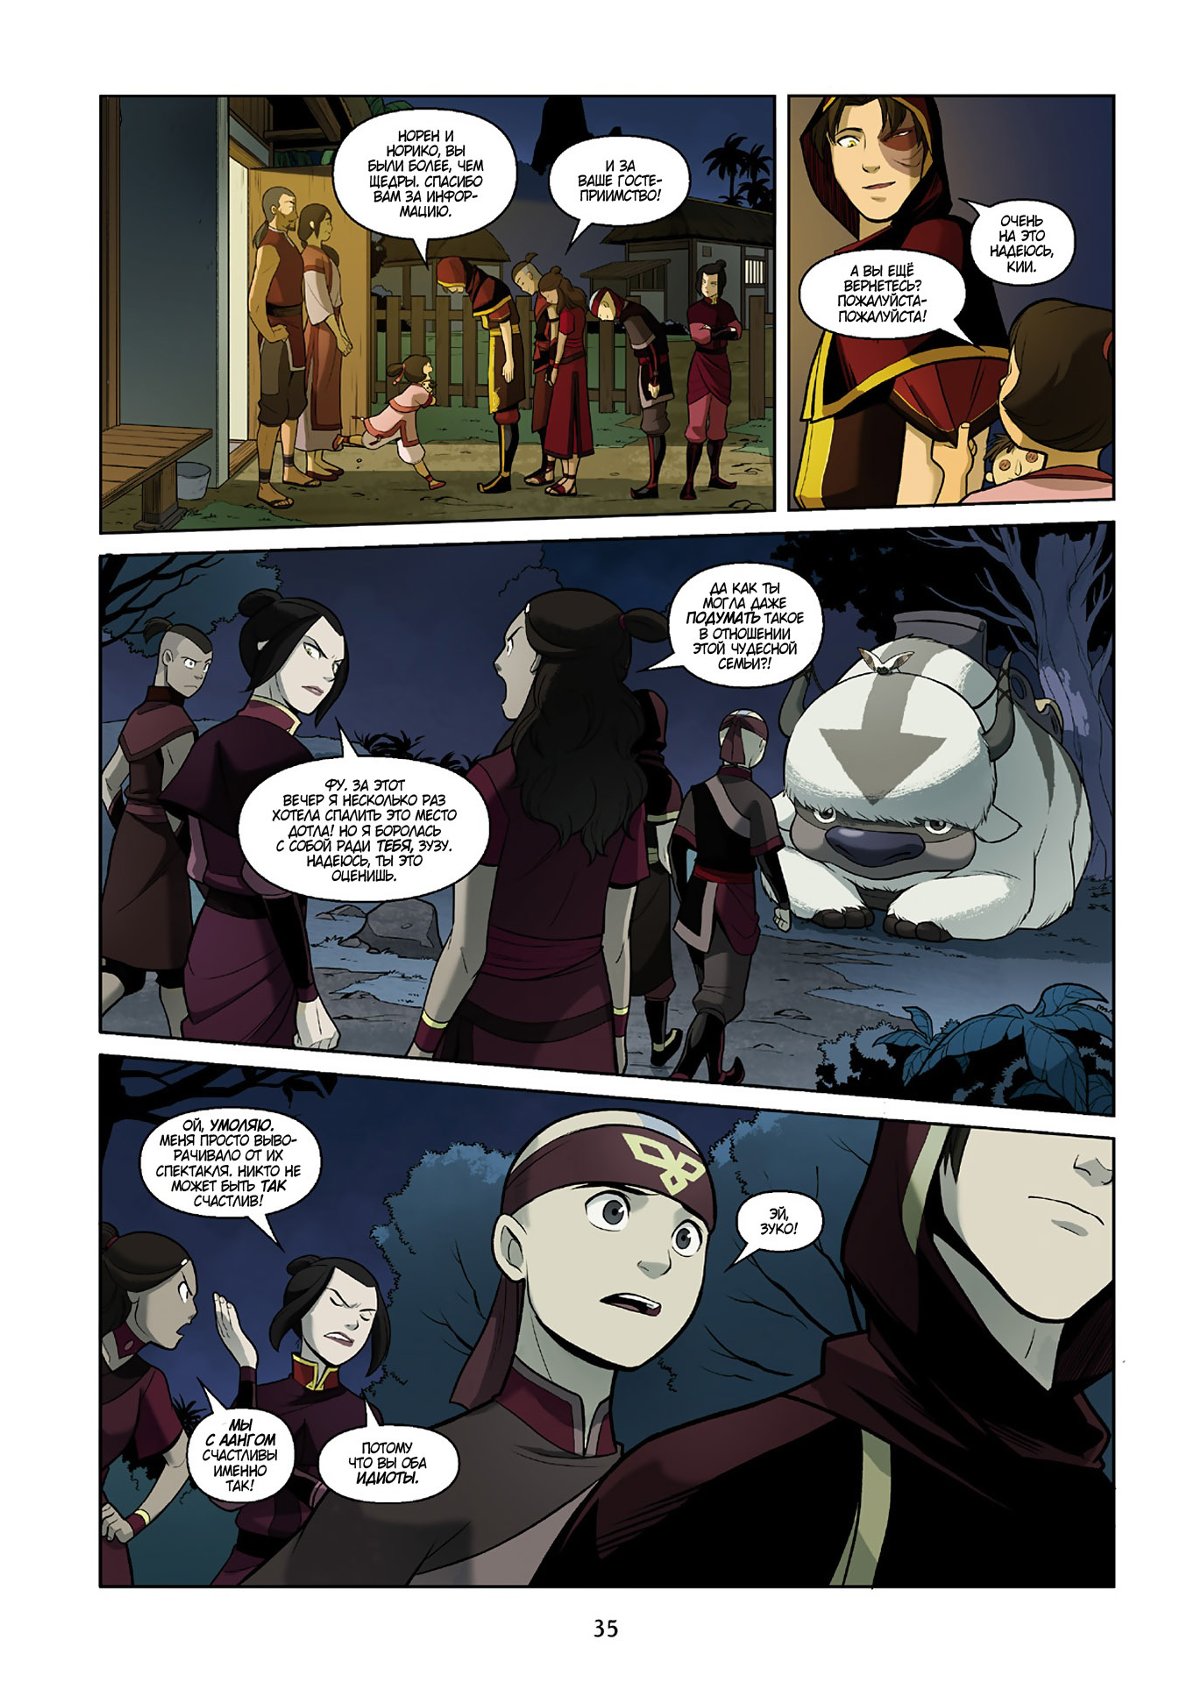 НОРЕН И
НОРИКО, ВЫ
БЫЛИ БОЛЕЕ, ЧЕМ
ЩЕДРЫ. СПАСИБО
ВАМ ЗА ИНФОР-
МАЦИЮ.
И ЗА
ВАШЕ ГОСТЕ-
ПРИИМСТВО!
А ВЫ ЕЩЁ
ВЕРНЕТЕСЬ?
ПОЖАЛУЙСТА-
ПОЖАЛУЙСТА!
ОЧЕНЬ
НА ЭТО
НАДЕЮСЬ,
КИИ.
ФУ. ЗА ЭТОТ
ВЕЧЕР Я НЕСКОЛЬКО РАЗ
ХОТЕЛА СПАЛИТЬ ЭТО МЕСТО
ДОТЛА! НО Я БОРОЛАСЬ
С СОБОЙ РАДИ ТЕБЯ, ЗУЗУ.
НАДЕЮСЬ, ТЫ ЭТО
ОЦЕНИШЬ.
ДА КАК ТЫ
МОГЛА ДАЖЕ
ПОДУМАТЬ ТАКОЕ
В ОТНОШЕНИИ
ЭТОЙ ЧУДЕСНОЙ
СЕМЬИ?!
ОЙ, УМОЛЯЮ.
МЕНЯ ПРОСТО ВЫВО-
РАЧИВАЛО ОТ ИХ
СПЕКТАКЛЯ. НИКТО НЕ
МОЖЕТ БЫТЬ ТАК
СЧАСТЛИВ!
МЫ
С ААНГОМ
СЧАСТЛИВЫ
ИМЕННО
ТАК!
ПОТОМУ
ЧТО ВЫ ОБА
ИДИОТЫ.
ЭЙ,
ЗУКО!
35